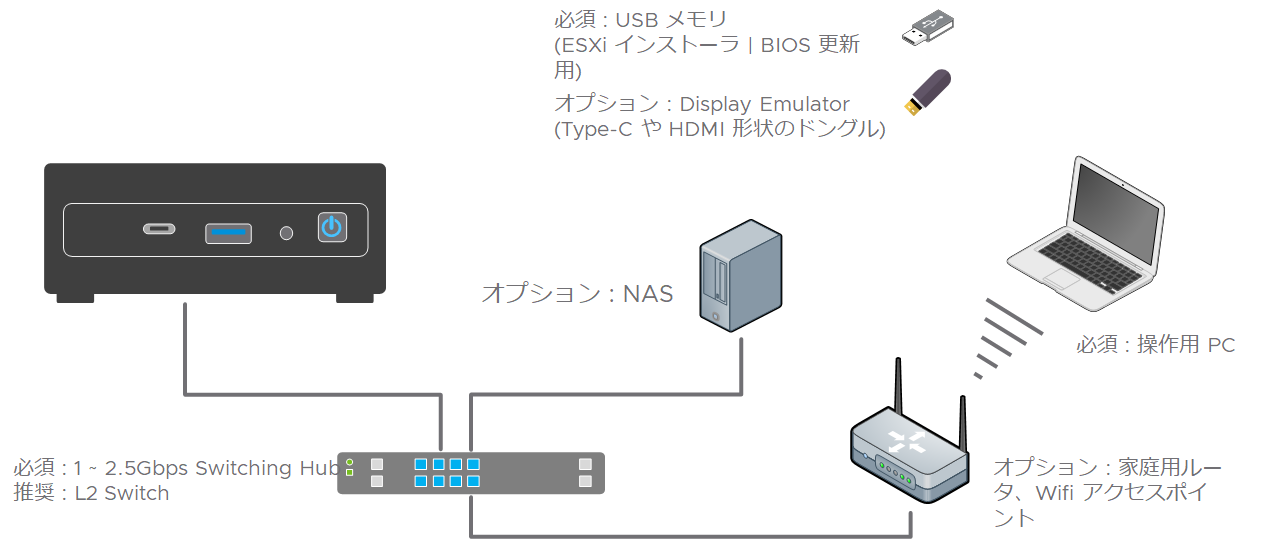 必須 : USB メモリ
(ESXi インストーラ | BIOS 更新
用)
オプション : Display Emulator
(Type-C や HDMI 形状のドングル)
オプション : NAS
必須 : 操作用 PC
必須 : 1 ~ 2.5Gbps Switching Hub
推奨 : L2 Switch
オプション : 家庭用ルー
タ、Wifi アクセスポイ
ント